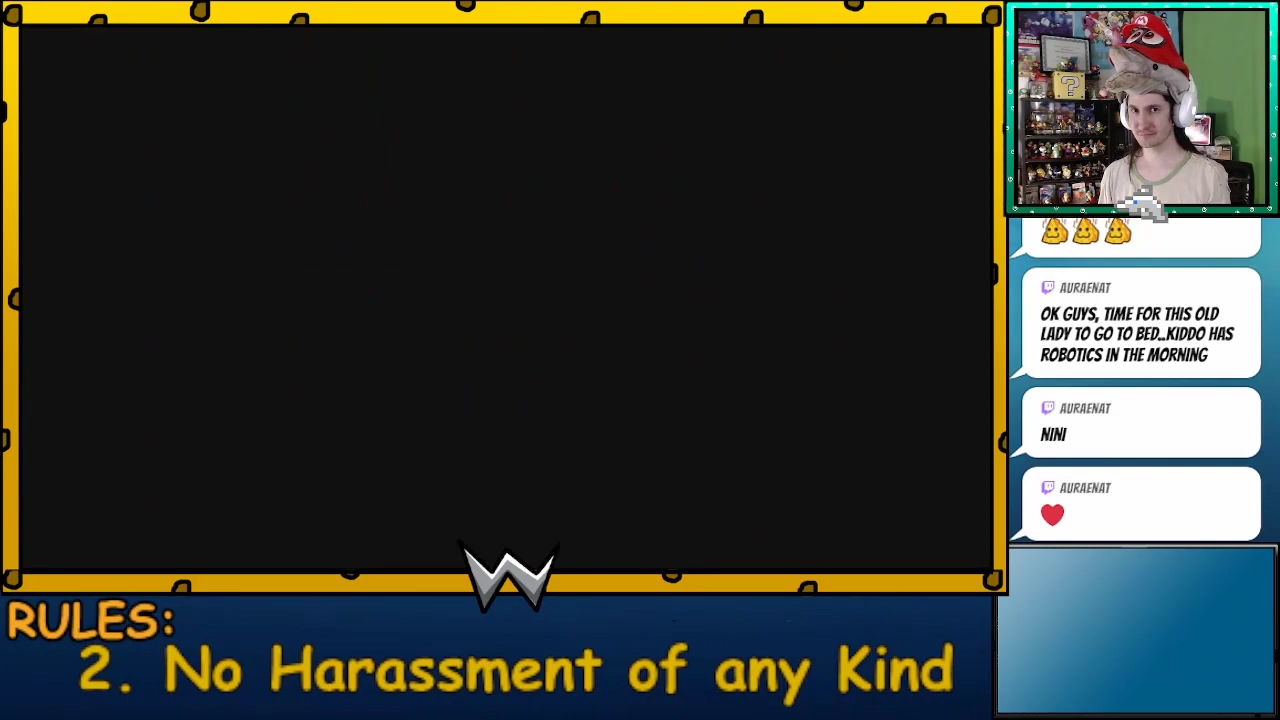 AURAENAT
OK GUYS, TIME FOR THIS OLD
LADY TO GO TO BED..KIDDO HAS
ROBOTICS IN THE MORNING
AURAENAT
NINI
AURAENAT
W
RULES:
2. No Harassment of any Kind